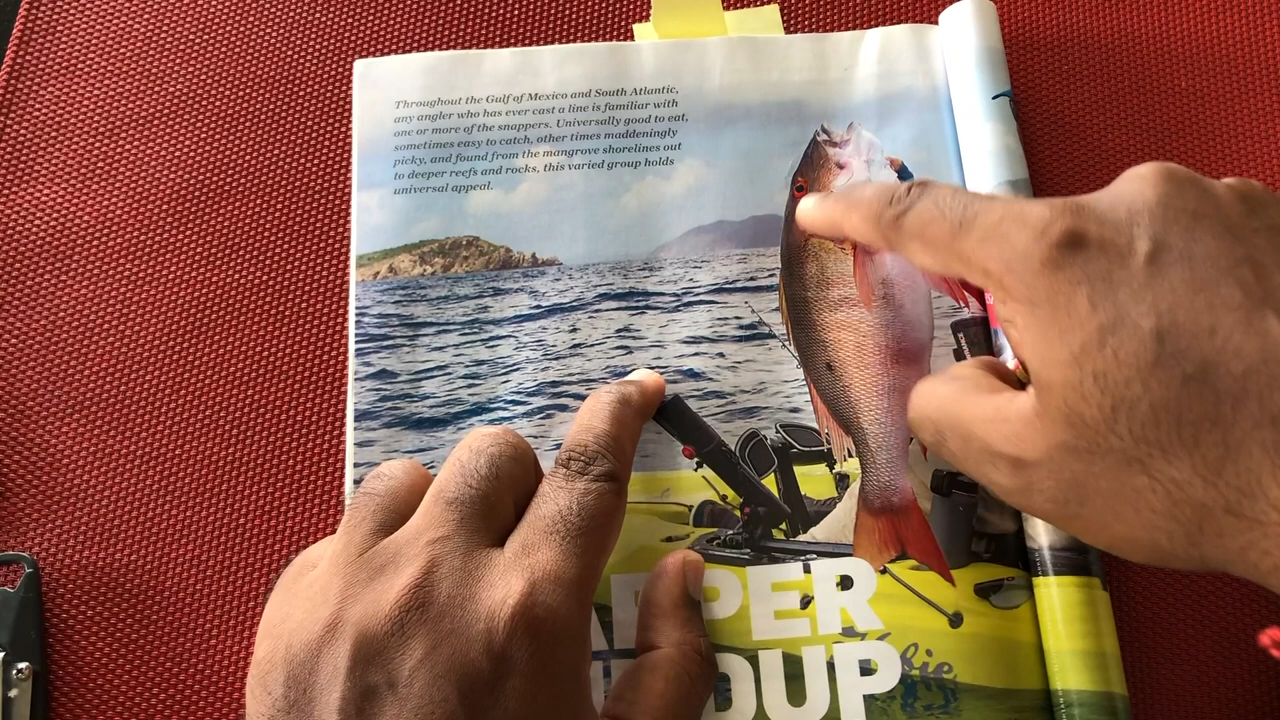 Throughout the Gulf of Mexico and South Atlantic,
any angler who has ever cast a line is familiar with
one or more of the snappers. Universally good to eat,
sometimes easy to catch, other times maddeningly
picky, and found from the mangrove shorelines out
to deeper reefs and rocks, this varied group holds
universal appeal.
PER
OUP